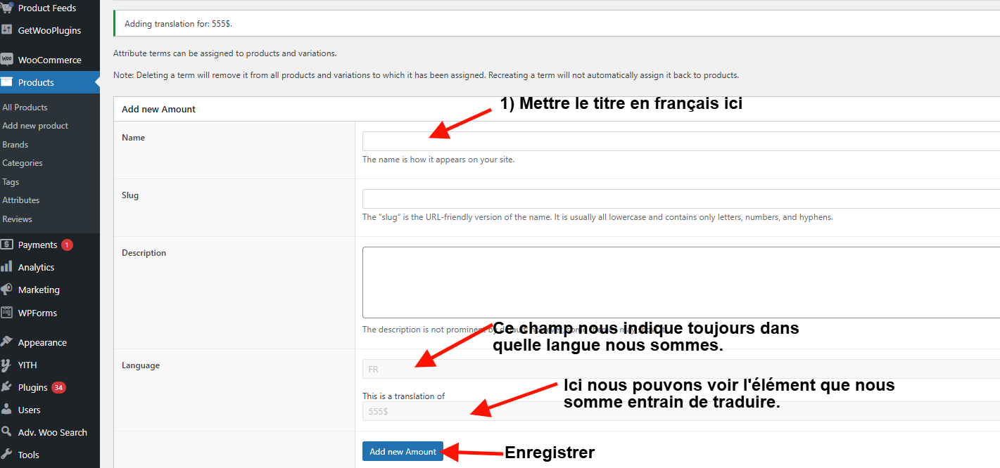 Product Feeds
GetWooPlugins
WooCommerce
Products
All Products
Add new product
Brands
Categories
Tags
Attributes
Reviews
Payments 1
Analytics
Marketing
WPForms
Appearance
YITH
Plugins 34
Users
Adv. Woo Search
Tools
Adding translation for: 555$.
Attribute terms can be assigned to products and variations.
Note: Deleting a term will remove it from all products and variations to which it has been assigned. Recreating a term will not automatically assign it back to products.
Add new Amount
1) Mettre le titre en français ici
Name
The name is how it appears on your site.
Slug
The “slug” is the URL-friendly version of the name. It is usually all lowercase and contains only letters, numbers, and hyphens.
Description
The description is not prominent by
Ce champ nous indique toujours dans
quelle langue nous sommes.
Language
FR
Ici nous pouvons voir l'élément que nous
somme entrain de traduire.
This is a translation of
555$
Add new Amount
Enregistrer